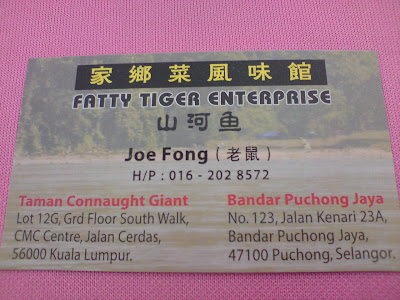 家鄉菜風味館
FATTY TIGER ENTERPRISE
山河鱼
Joe Fong (老鼠)
H/P : 016 - 202 8572
Taman Connaught Giant
Lot 12G, Grd Floor South Walk,
CMC Centre, Jalan Cerdas,
56000 Kuala Lumpur.
Bandar Puchong Jaya
No. 123, Jalan Kenari 23A,
Bandar Puchong Jaya,
47100 Puchong, Selangor.